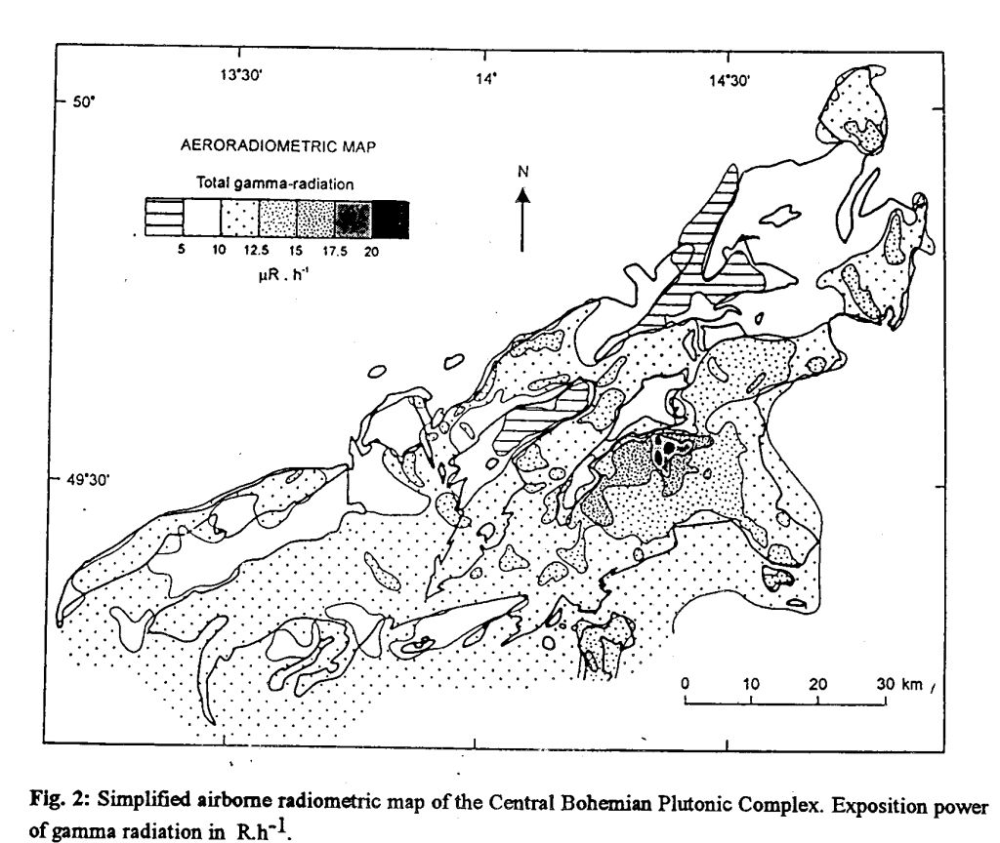 13°30' 14° 14°30'
50°
AERORADIOMETRIC MAP
Total gamma-radiation
5 10 12.5 15 17.5 20
µR . h⁻¹
N
49°30'
0 10 20 30 km
Fig. 2: Simplified airborne radiometric map of the Central Bohemian Plutonic Complex. Exposition power
of gamma radiation in R.h⁻¹.